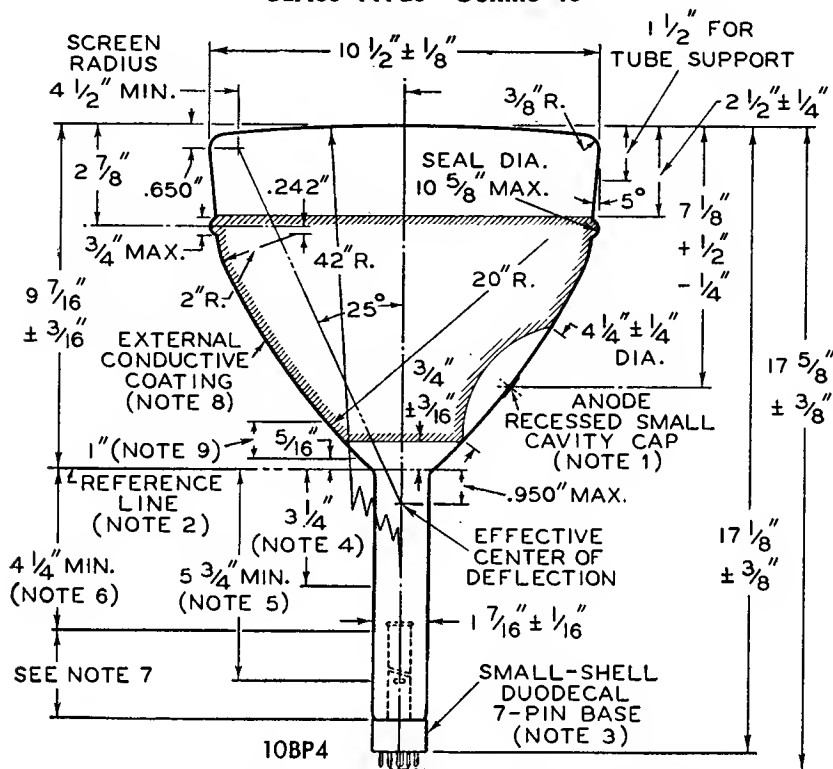 SCREEN
RADIUS
4 1/2" MIN.
10 1/2" ± 1/8"
1 1/2" FOR
TUBE SUPPORT
3/8" R.
2 1/2" ± 1/4"
2 7/8"
.650"
.242"
SEAL DIA.
10 5/8" MAX.
5°
7 1/8"
+ 1/2"
- 1/4"
3/4" MAX.
42" R.
20" R.
9 7/16"
± 3/16"
2" R.
25°
4 1/4" ± 1/4"
DIA.
EXTERNAL
CONDUCTIVE
COATING
(NOTE 8)
3/4"
± 3/16"
17 5/8"
± 3/8"
ANODE
RECESSED SMALL
CAVITY CAP
(NOTE 1)
1" (NOTE 9)
5/16"
REFERENCE
LINE
(NOTE 2)
.950" MAX.
3 1/4"
(NOTE 4)
EFFECTIVE
CENTER OF
DEFLECTION
17 1/8"
± 3/8"
4 1/4" MIN.
(NOTE 6)
5 3/4" MIN.
(NOTE 5)
1 7/16" ± 1/16"
SEE NOTE 7
SMALL-SHELL
DUODECAL
7-PIN BASE
(NOTE 3)
10BP4